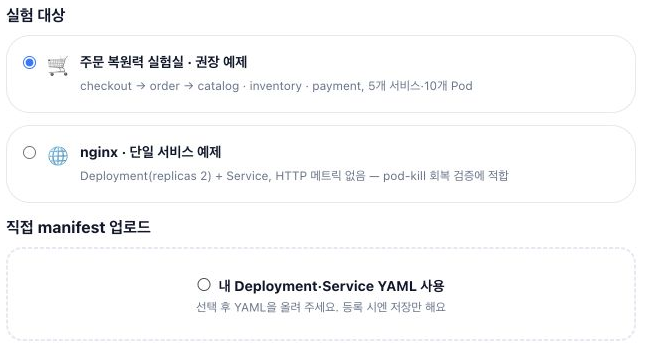 실험 대상
주문 복원력 실험실 · 권장 예제
checkout → order → catalog · inventory · payment, 5개 서비스·10개 Pod
nginx · 단일 서비스 예제
Deployment(replicas 2) + Service, HTTP 메트릭 없음 — pod-kill 회복 검증에 적합
직접 manifest 업로드
내 Deployment·Service YAML 사용
선택 후 YAML을 올려 주세요. 등록 시엔 저장만 해요